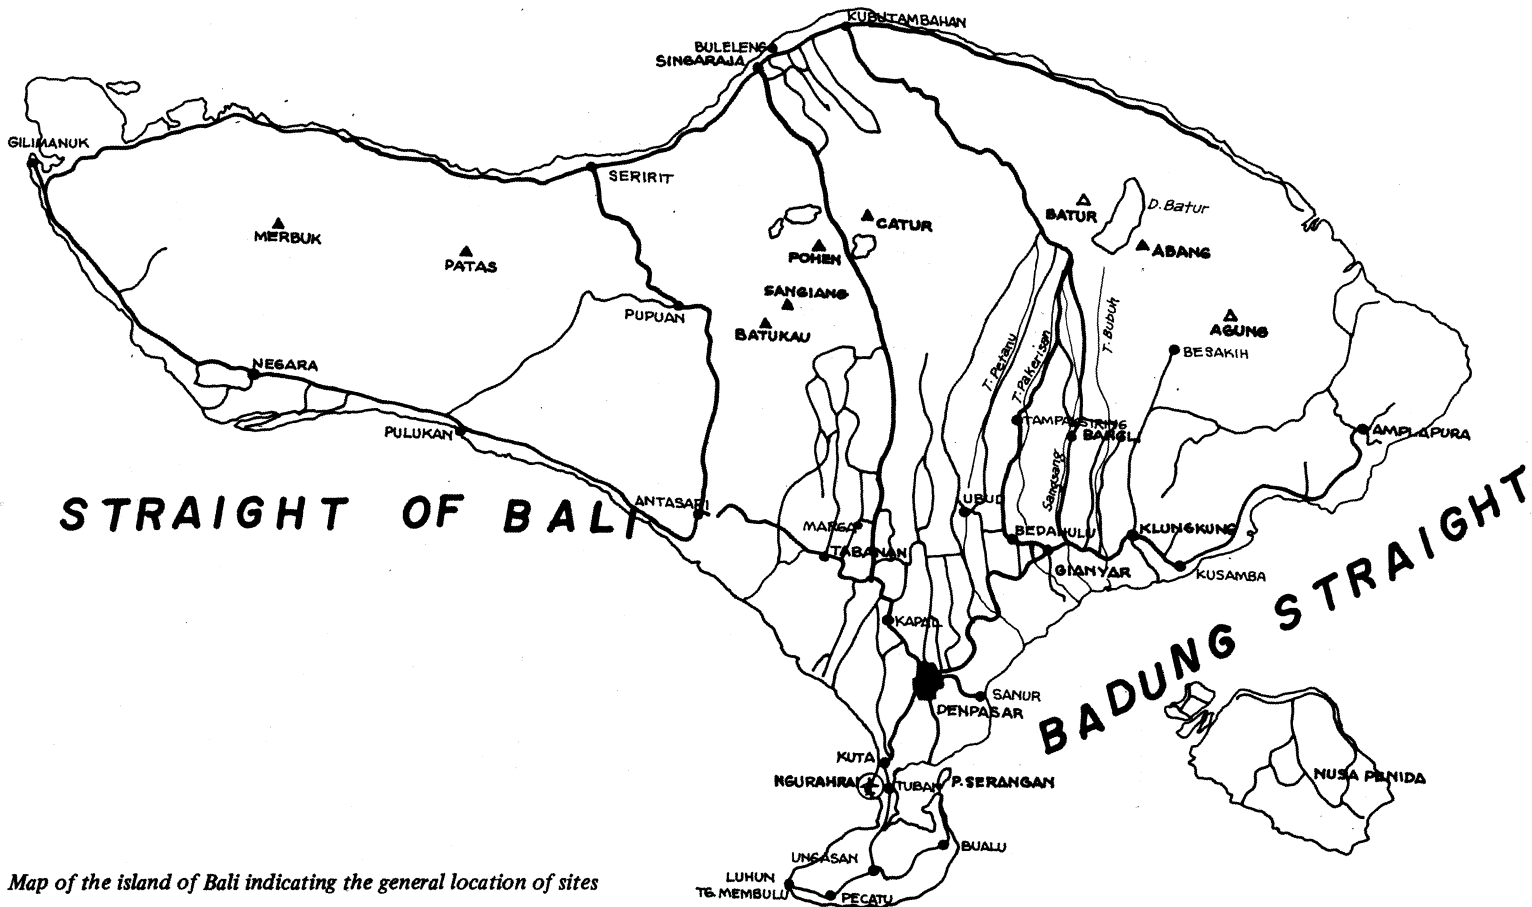 KUBUTAMBAHAN
BULELENG
SINGARAJA
GILIMANUK
SERIRIT
BATUR
D. Batur
CATUR
MERBUK
POHEN
ABANG
PATAS
SANGIANG
PUPUAN
BATUKAU
AGUNG
T. Bubuh
BESAKIH
T. Petanu
T. Pakerisan
NEGARA
TAMPAKSIRING
PULUKAN
BANGLI
AMPLAPURA
Sangsang
STRAIGHT OF BALI
ANTASARI
UBUD
MARGA
BEDAHULU
KLUNGKUNG
TABANAN
GIANYAR
KUSAMBA
BADUNG STRAIGHT
KAPAL
SANUR
DENPASAR
KUTA
NUSA PENIDA
NGURAHRAI
TUBAN
P. SERANGAN
BUALU
UNGASAN
LUHUN
TG. MEMBULU
PECATU
Map of the island of Bali indicating the general location of sites